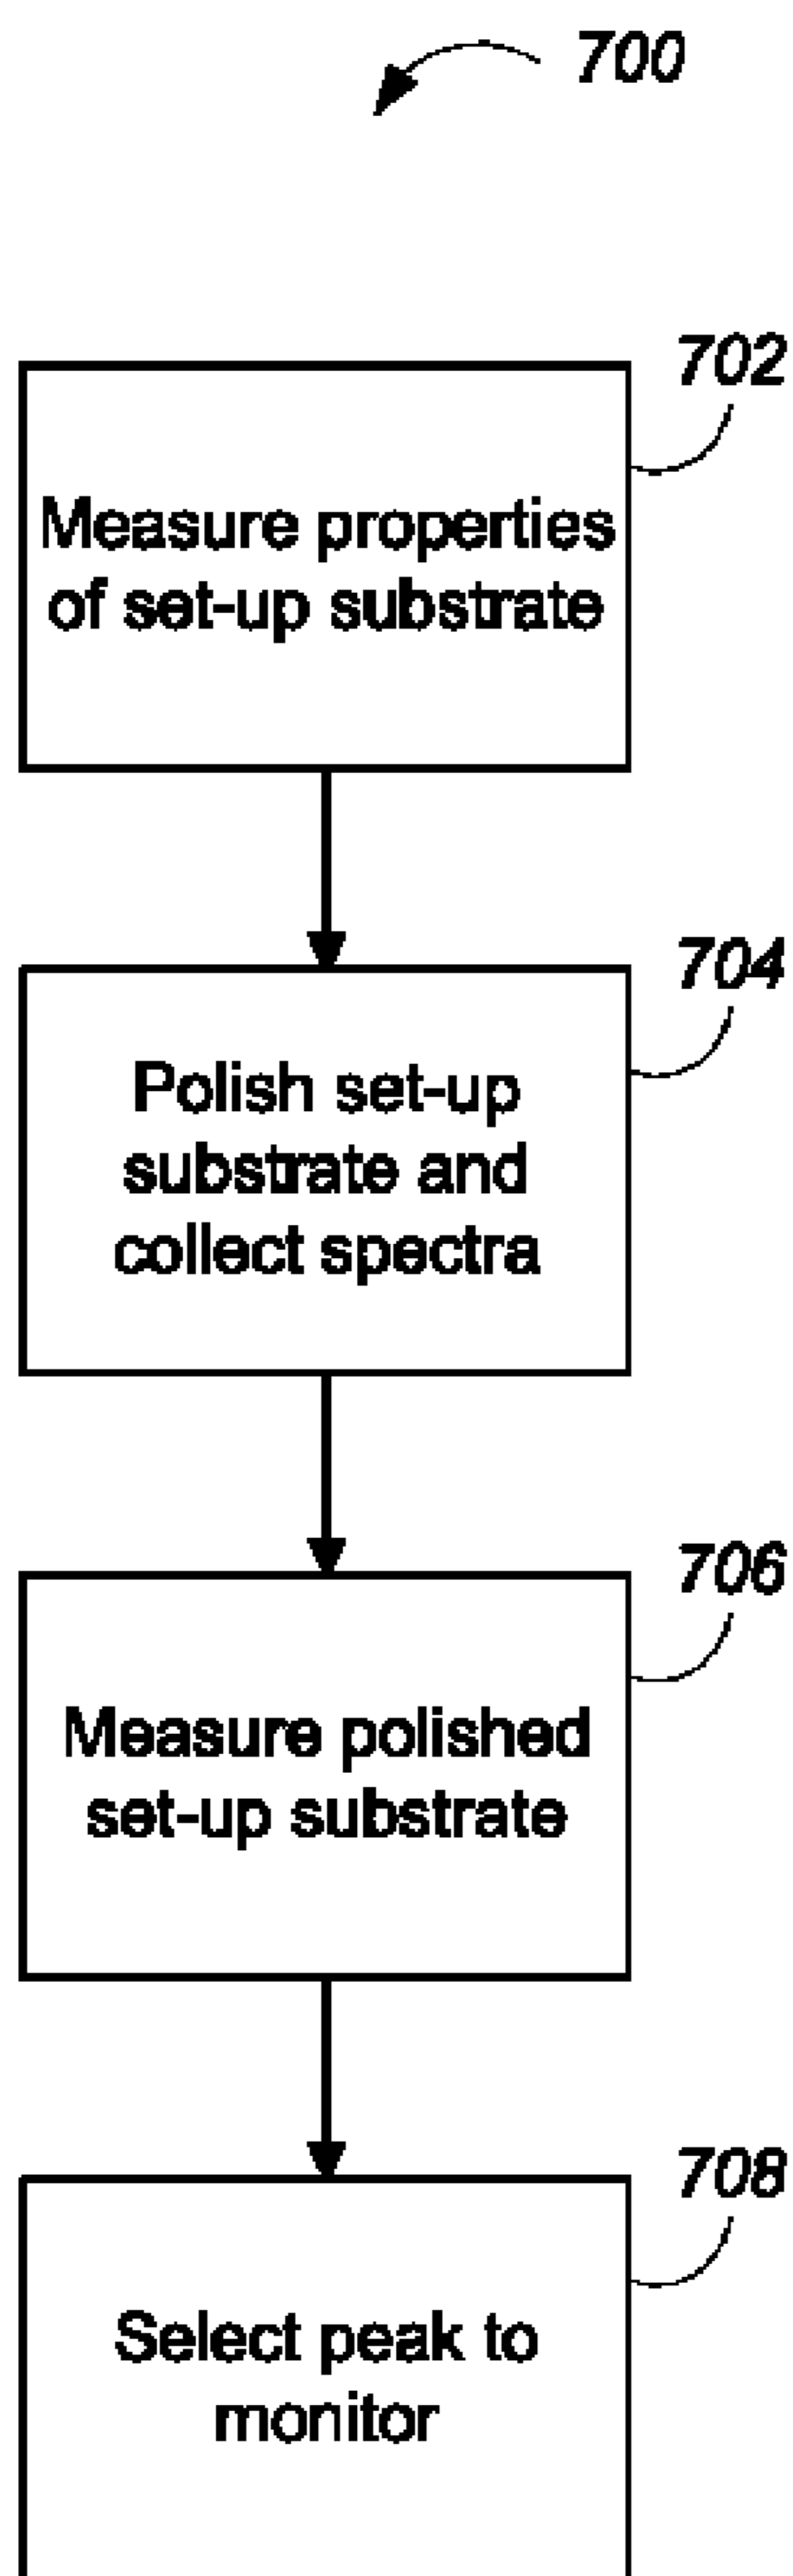 700
702
Measure properties
of set-up substrate
704
Polish set-up
substrate and
collect spectra
706
Measure polished
set-up substrate
708
Select peak to
monitor